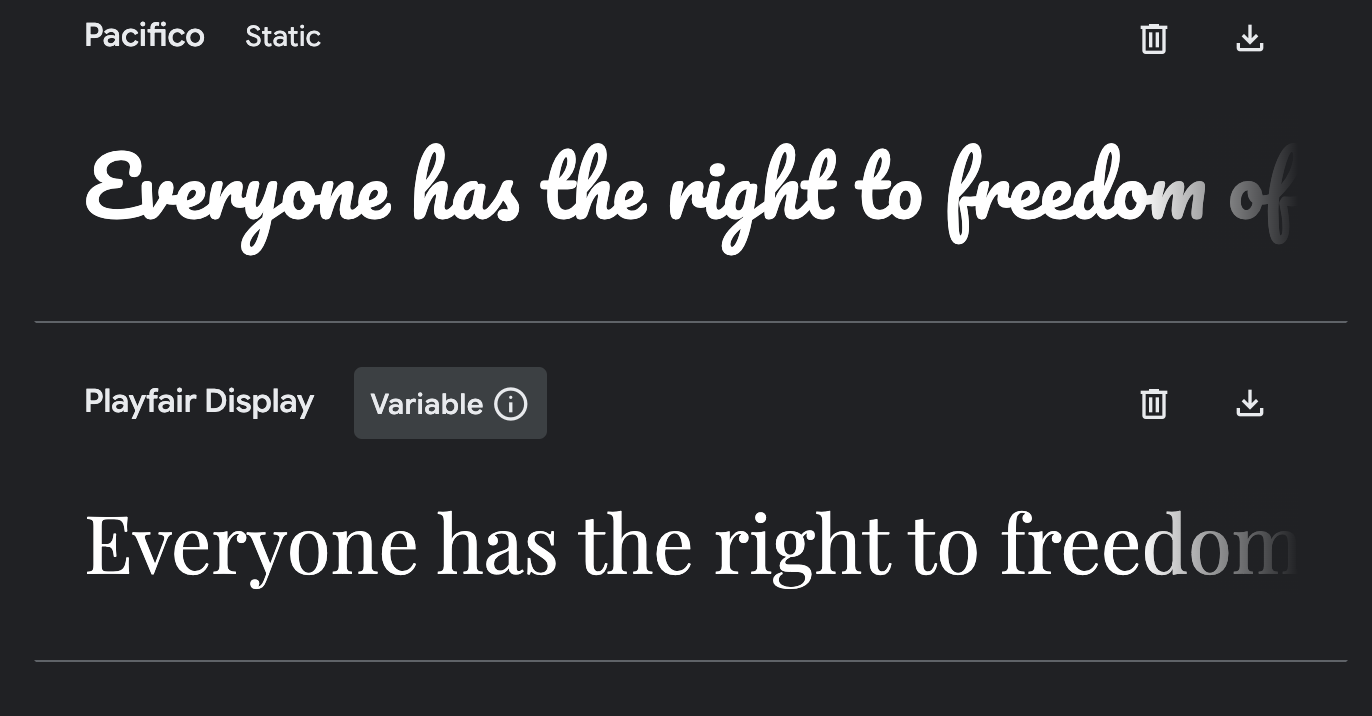 Pacifico Static
Everyone has the right to freedom of
Playfair Display Variable
Everyone has the right to freedom